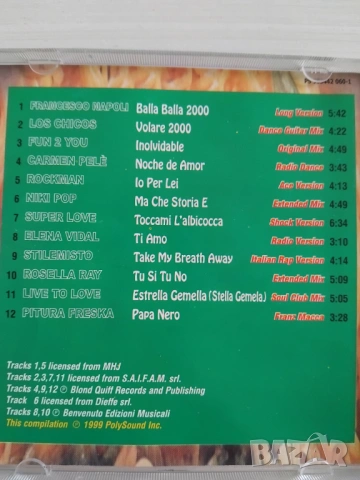 1 FRANCESCO NAPOLI Balla Balla 2000 Long Version 5:42
2 LOS CHICOS Volare 2000 Dance Guitar Mix 4:22
3 FUN 2 YOU Inolvidable Original Mix 4:49
4 CARMEN PELÈ Noche de Amor Radio Dance 3:43
5 ROCKMAN Io Per Lei Ace Version 4:13
6 NIKI POP Ma Che Storia E Extended Mix 4:49
7 SUPER LOVE Toccami L'albicocca Shock Version 6:34
8 ELENA VIDAL Ti Amo Radio Version 3:10
9 STILEMISTO Take My Breath Away Italian Rap Version 4:10
10 ROSELLA RAY Tu Si Tu No Extended Mix 5:09
11 LIVE TO LOVE Estrella Gemella (Stella Gemela) Soul Club Mix 5:05
12 PITURA FRESKA Papa Nero Franx Macca 3:28
Tracks 1,5 licensed from MHJ
Tracks 2,3,7,11 licensed from S.A.I.F.A.M. srl.
Tracks 4,9,12 ℗ Blond Quiff Records and Publishing
Track 6 licensed from Dieffe srl.
Tracks 8,10 ℗ Benvenuto Edizioni Musicali
This compilation ℗ 1999 PolySound Inc.
BAZAR